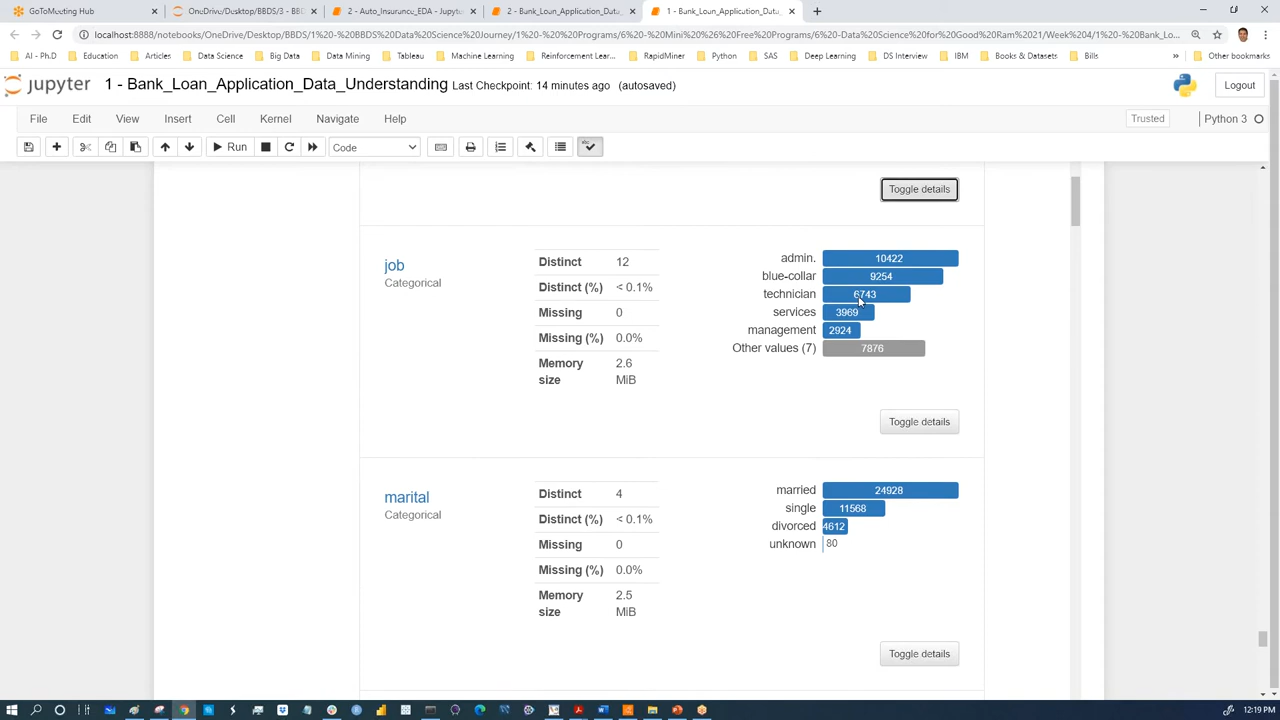 GoToMeeting Hub
OneDrive/Desktop/BBDS/3 - BBD
2 - Auto_Insurance_EDA - Jupyter
2 - Bank_Loan_Application_Data_
1 - Bank_Loan_Application_Data_
localhost:8888/notebooks/OneDrive/Desktop/BBDS/1%20-%20BBDS%20Data%20Science%20Journey/1%20-%20%20Programs/6%20-%20%20Mini%20%26%20Free%20Programs/6%20-Data%20Science%20for%20Good%20Ram%202021/Week%204/1%20-%20Bank_Lo...
AI - Ph.D Education Articles Data Science Big Data Data Mining Tableau Machine Learning Reinforcement Lear... Python RapidMiner SAS Deep Learning DS Interview IBM Books & Datasets Bills » Other bookmarks
jupyter 1 - Bank_Loan_Application_Data_Understanding Last Checkpoint: 14 minutes ago (autosaved) Logout
File Edit View Insert Cell Kernel Navigate Help Trusted Python 3
Run Code
Toggle details
job
Categorical
Distinct 12
Distinct (%) < 0.1%
Missing 0
Missing (%) 0.0%
Memory size 2.6 MiB
admin. 10422
blue-collar 9254
technician 6743
services 3969
management 2924
Other values (7) 7876
Toggle details
marital
Categorical
Distinct 4
Distinct (%) < 0.1%
Missing 0
Missing (%) 0.0%
Memory size 2.5 MiB
married 24928
single 11568
divorced 4612
unknown 80
Toggle details
12:19 PM